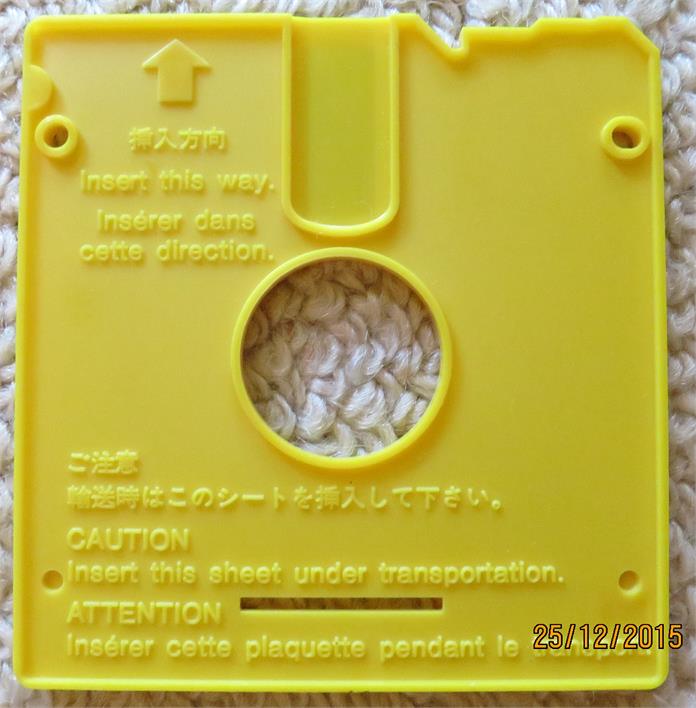 挿入方向
Insert this way.
Insérer dans
cette direction.
ご注意
輸送時はこのシートを挿入して下さい。
CAUTION
Insert this sheet under transportation.
ATTENTION
Insérer cette plaquette pendant le transport.
25/12/2015